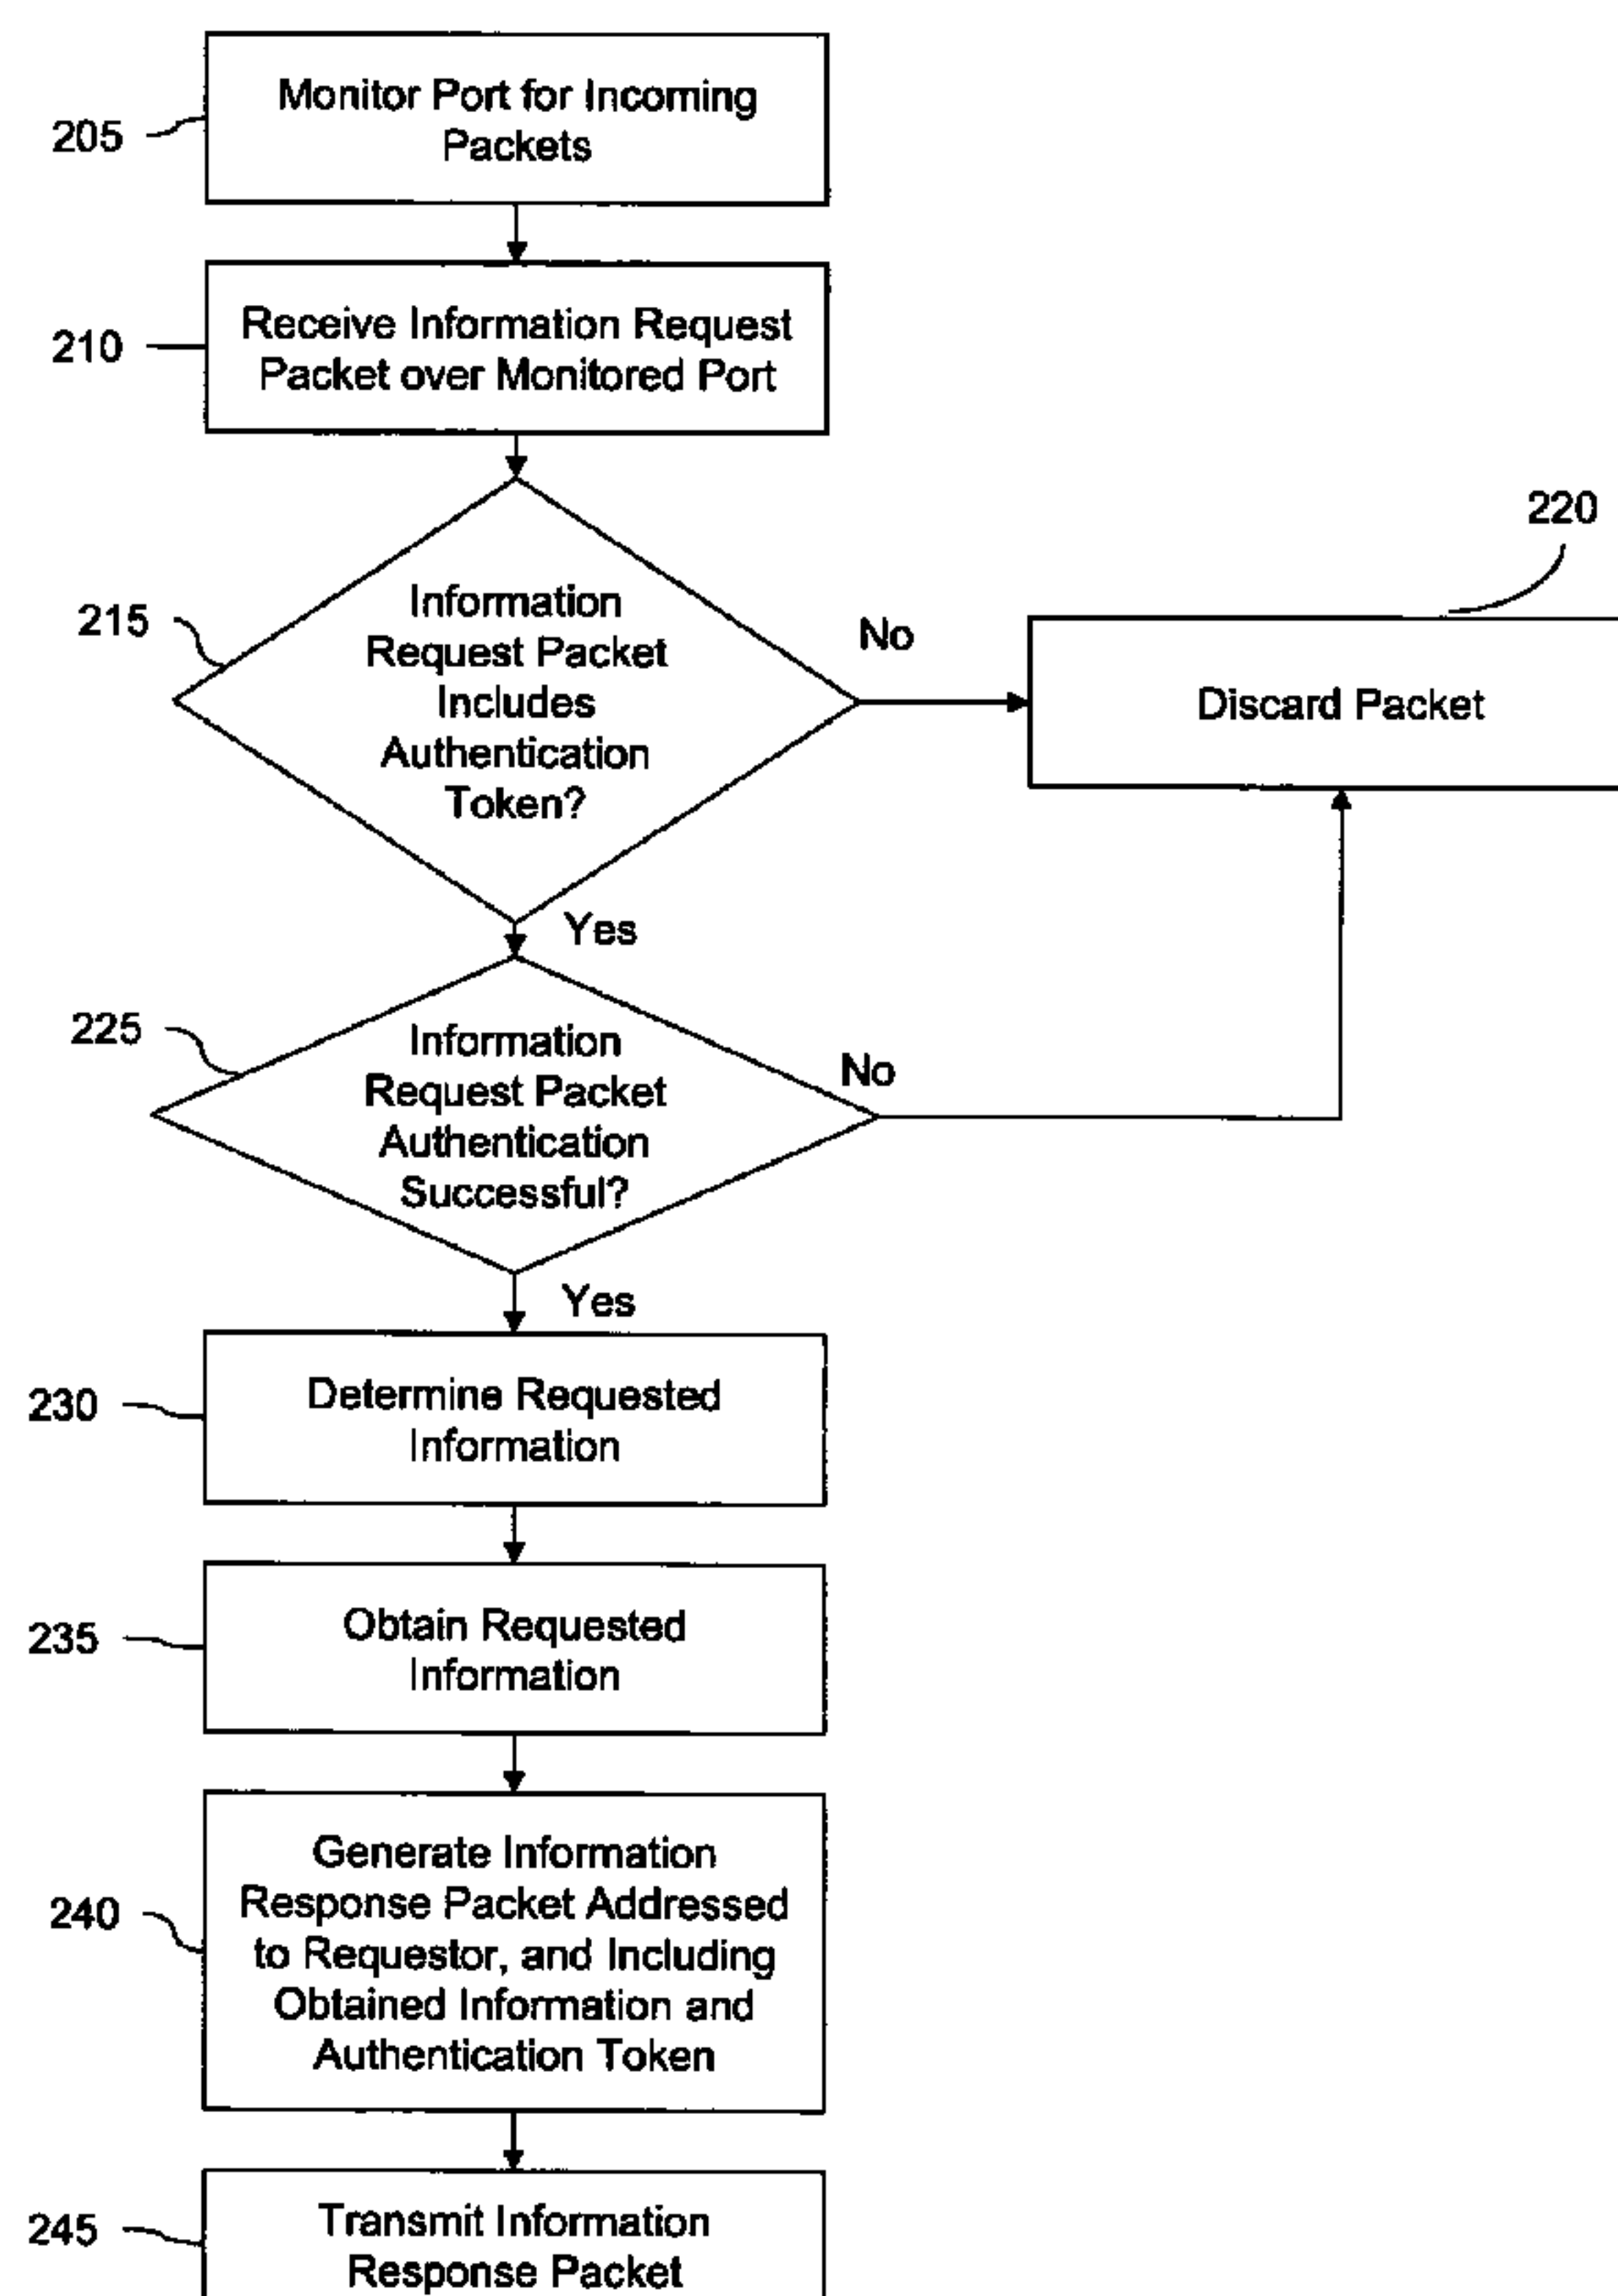 Monitor Port for Incoming
Packets
205
Receive Information Request
Packet over Monitored Port
210
220
Information
Request Packet
Includes
Authentication
Token?
215
No
Discard Packet
Yes
225
Information
Request Packet
Authentication
Successful?
No
Yes
Determine Requested
Information
230
Obtain Requested
Information
235
Generate Information
Response Packet Addressed
to Requestor, and Including
Obtained Information and
Authentication Token
240
Transmit Information
Response Packet
245